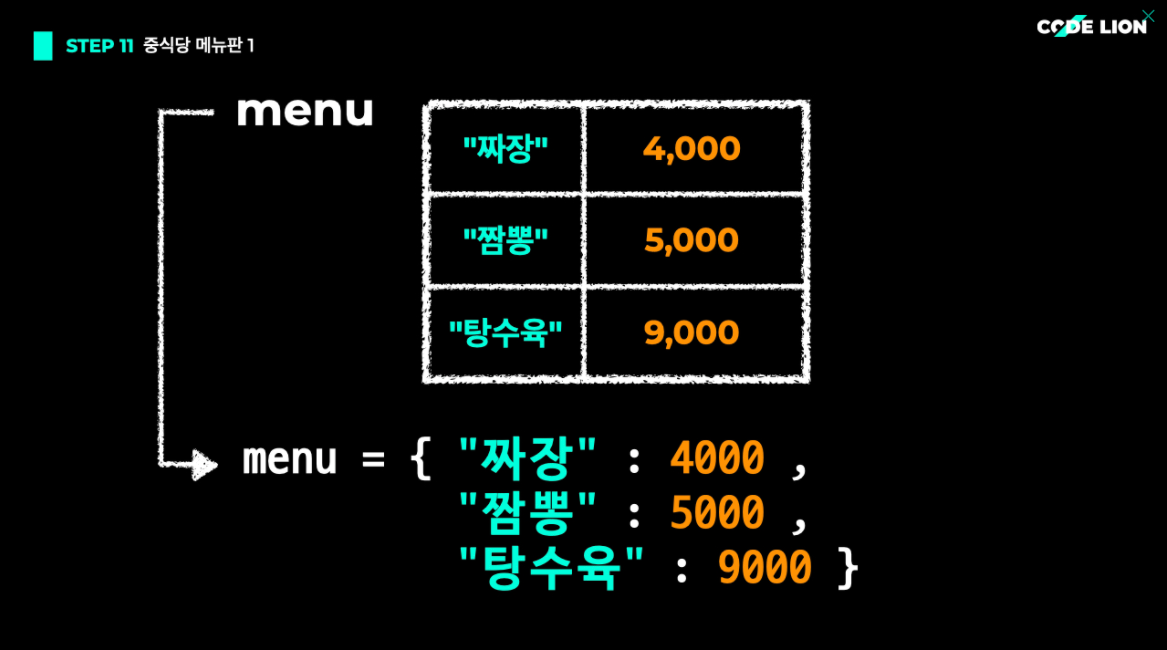 STEP 11 중식당 메뉴판 1
CODE LION
menu
"짜장" 4,000
"짬뽕" 5,000
"탕수육" 9,000
menu = { "짜장" : 4000 ,
"짬뽕" : 5000 ,
"탕수육" : 9000 }